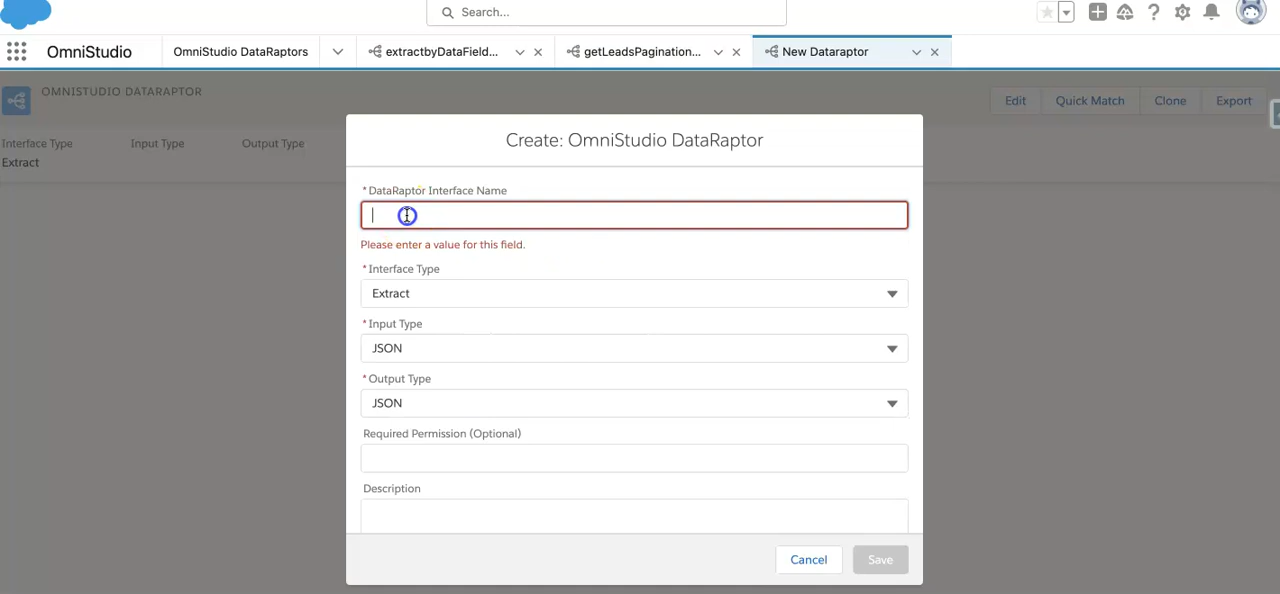 Search...
OmniStudio
OmniStudio DataRaptors
extractbyDataField...
getLeadsPagination...
New Dataraptor
OMNISTUDIO DATARAPTOR
Edit
Quick Match
Clone
Export
Interface Type
Input Type
Output Type
Extract
Create: OmniStudio DataRaptor
*DataRaptor Interface Name
Please enter a value for this field.
*Interface Type
Extract
*Input Type
JSON
*Output Type
JSON
Required Permission (Optional)
Description
Cancel
Save